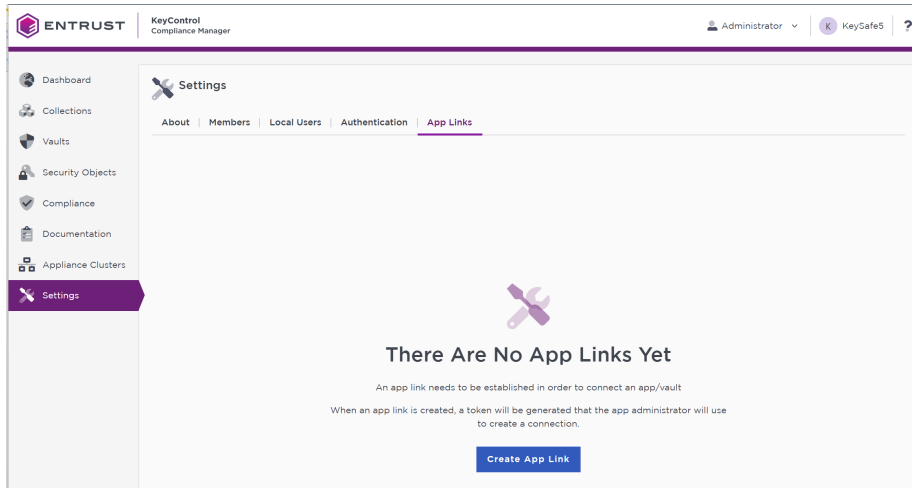 ENTRUST
KeyControl
Compliance Manager
Administrator
K KeySafe5
?
Dashboard
Collections
Vaults
Security Objects
Compliance
Documentation
Appliance Clusters
Settings
Settings
About | Members | Local Users | Authentication | App Links
There Are No App Links Yet
An app link needs to be established in order to connect an app/vault
When an app link is created, a token will be generated that the app administrator will use
to create a connection.
Create App Link